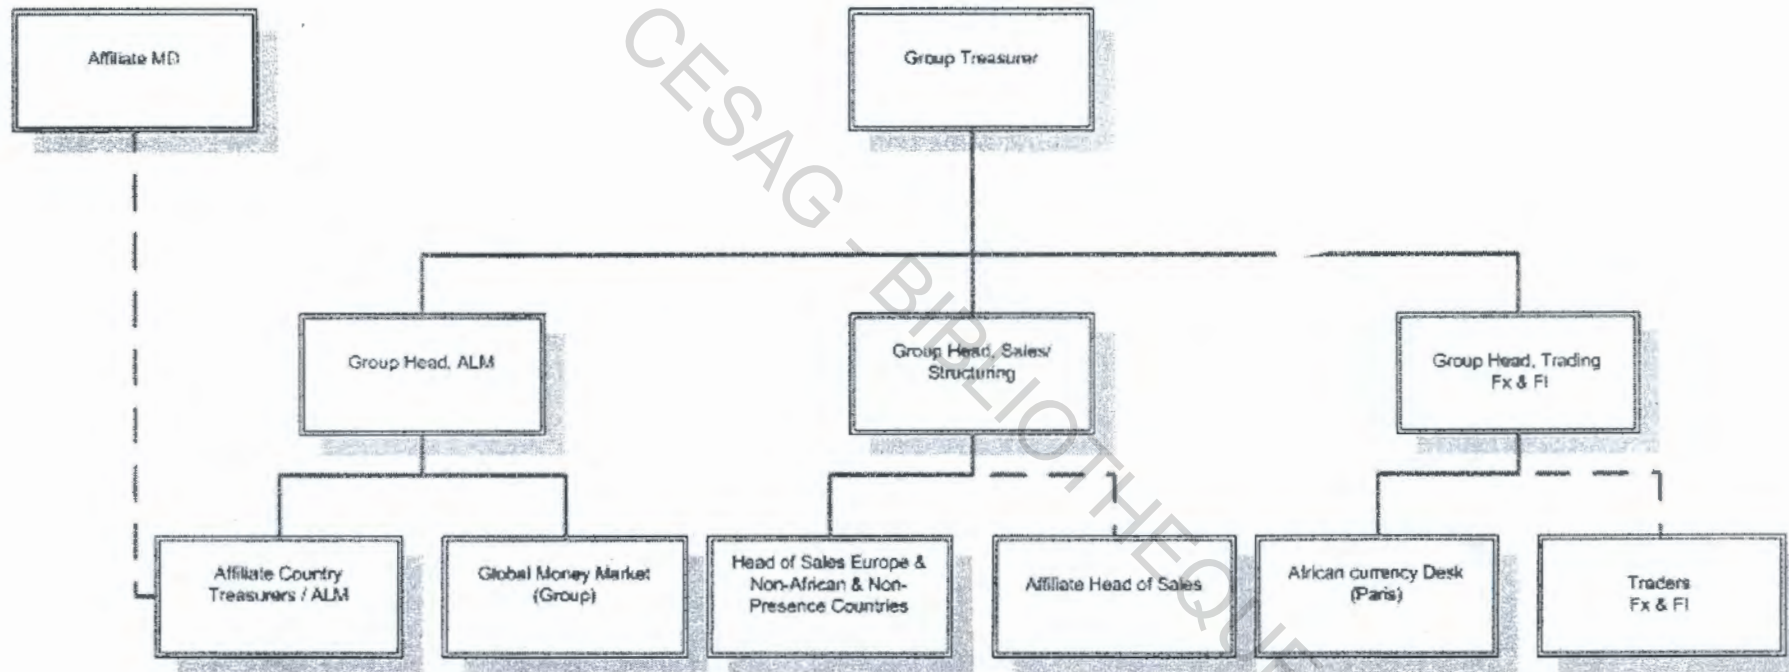 Affiliate MD
Group Treasurer
CESAG - BIBLIOTHEQUE
Group Head, ALM
Group Head, Sales/
Structuring
Group Head, Trading
Fx & FI
Affiliate Country
Treasurers / ALM
Global Money Market
(Group)
Head of Sales Europe &
Non-African & Non-
Presence Countries
Affiliate Head of Sales
African currency Desk
(Paris)
Traders
Fx & FI